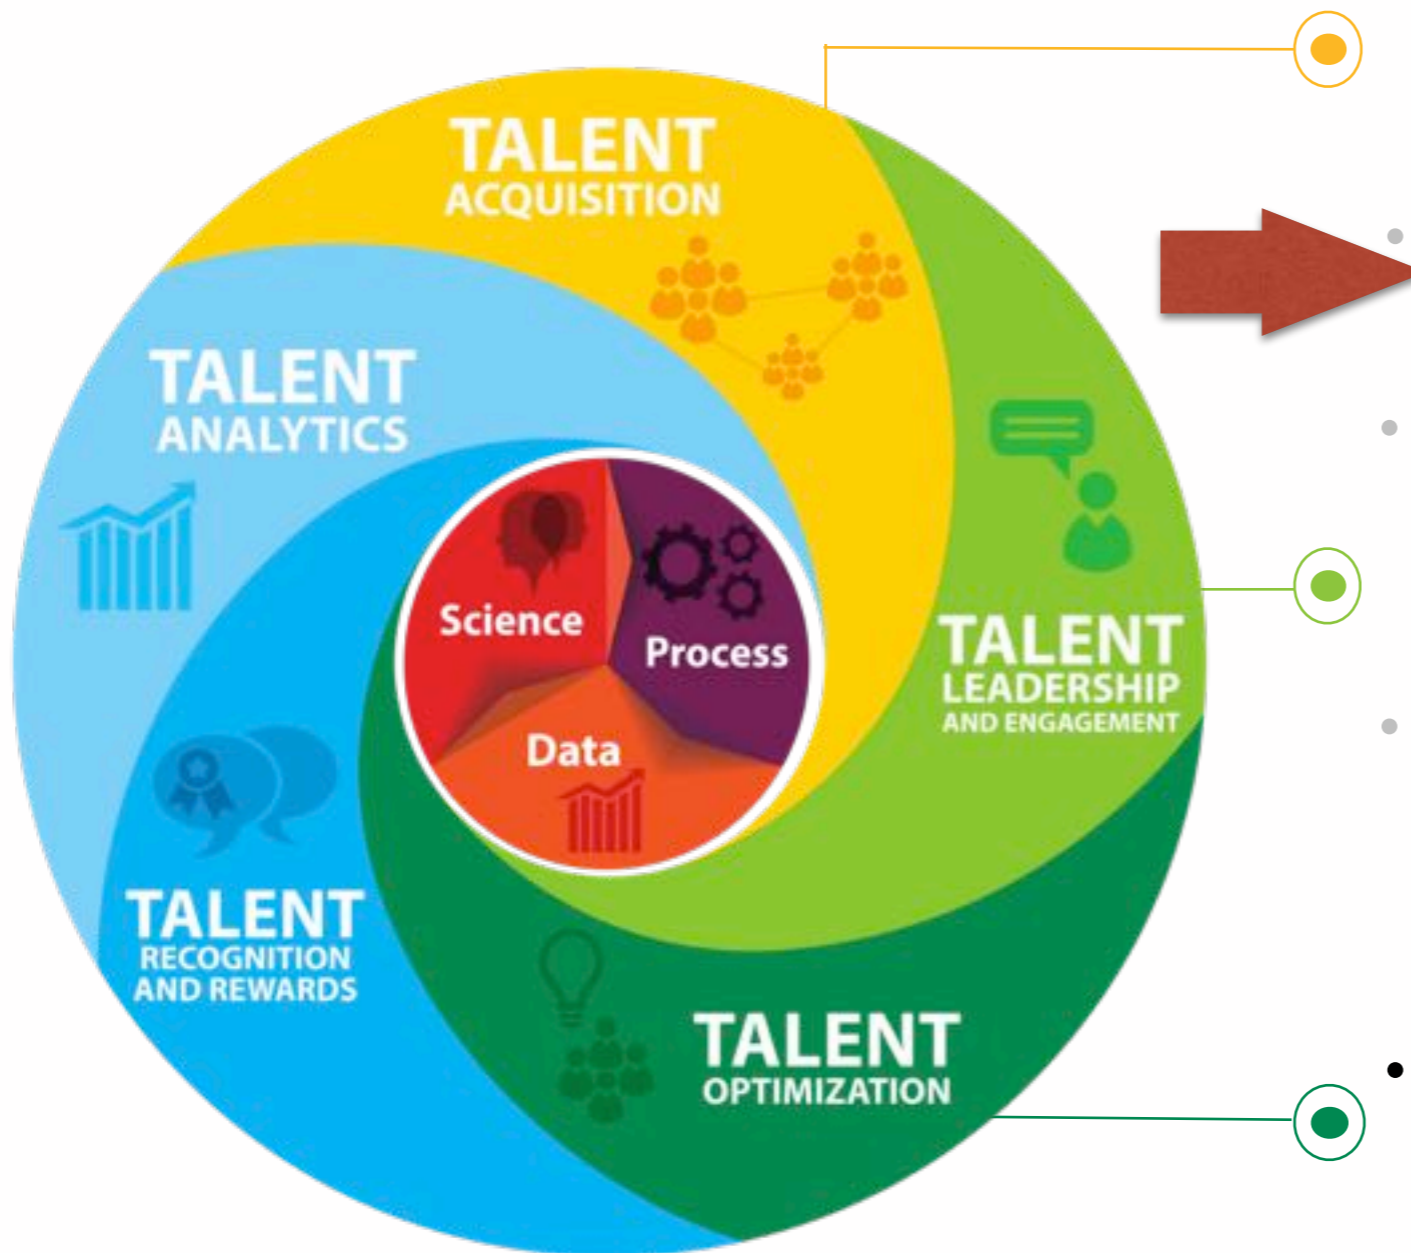 TALENT
ACQUISITION
TALENT
ANALYTICS
TALENT
LEADERSHIP
AND ENGAGEMENT
Science
Process
Data
TALENT
RECOGNITION
AND REWARDS
TALENT
OPTIMIZATION